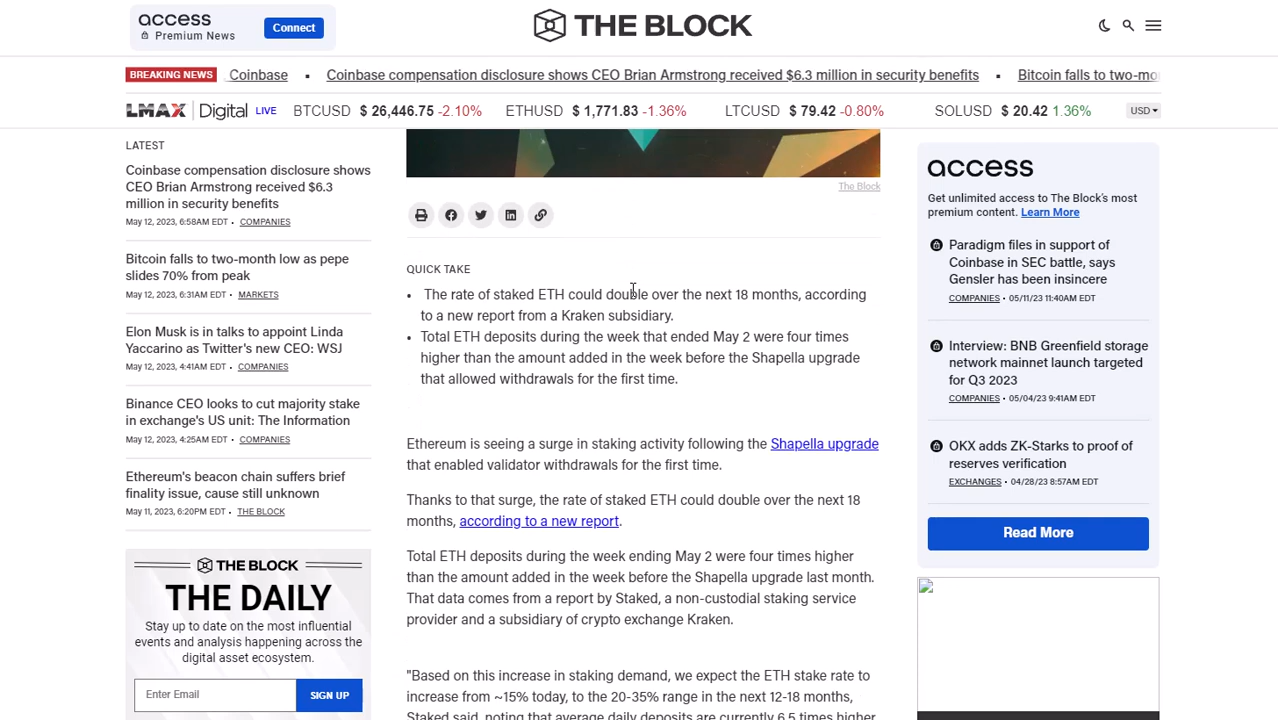 access
Premium News
Connect
THE BLOCK
BREAKING NEWS
Coinbase ▪ Coinbase compensation disclosure shows CEO Brian Armstrong received $6.3 million in security benefits ▪ Bitcoin falls to two-mo
LMAX Digital LIVE BTCUSD $ 26,446.75 -2.10% ETHUSD $ 1,771.83 -1.36% LTCUSD $ 79.42 -0.80% SOLUSD $ 20.42 1.36% USD
LATEST
Coinbase compensation disclosure shows
CEO Brian Armstrong received $6.3
million in security benefits
May 12, 2023, 6:58AM EDT • COMPANIES
Bitcoin falls to two-month low as pepe
slides 70% from peak
May 12, 2023, 6:31AM EDT • MARKETS
Elon Musk is in talks to appoint Linda
Yaccarino as Twitter's new CEO: WSJ
May 12, 2023, 4:41AM EDT • COMPANIES
Binance CEO looks to cut majority stake
in exchange's US unit: The Information
May 12, 2023, 4:25AM EDT • COMPANIES
Ethereum's beacon chain suffers brief
finality issue, cause still unknown
May 11, 2023, 6:20PM EDT • THE BLOCK
THE BLOCK
THE DAILY
Stay up to date on the most influential
events and analysis happening across the
digital asset ecosystem.
Enter Email
SIGN UP
The Block
QUICK TAKE
• The rate of staked ETH could double over the next 18 months, according
to a new report from a Kraken subsidiary.
• Total ETH deposits during the week that ended May 2 were four times
higher than the amount added in the week before the Shapella upgrade
that allowed withdrawals for the first time.
Ethereum is seeing a surge in staking activity following the Shapella upgrade
that enabled validator withdrawals for the first time.
Thanks to that surge, the rate of staked ETH could double over the next 18
months, according to a new report.
Total ETH deposits during the week ending May 2 were four times higher
than the amount added in the week before the Shapella upgrade last month.
That data comes from a report by Staked, a non-custodial staking service
provider and a subsidiary of crypto exchange Kraken.
"Based on this increase in staking demand, we expect the ETH stake rate to
increase from ~15% today, to the 20-35% range in the next 12-18 months,
Staked said, noting that average daily deposits are currently 6.5 times higher
access
Get unlimited access to The Block's most
premium content. Learn More
Paradigm files in support of
Coinbase in SEC battle, says
Gensler has been insincere
COMPANIES • 05/11/23 11:40AM EDT
Interview: BNB Greenfield storage
network mainnet launch targeted
for Q3 2023
COMPANIES • 05/04/23 9:41AM EDT
OKX adds ZK-Starks to proof of
reserves verification
EXCHANGES • 04/28/23 8:57AM EDT
Read More